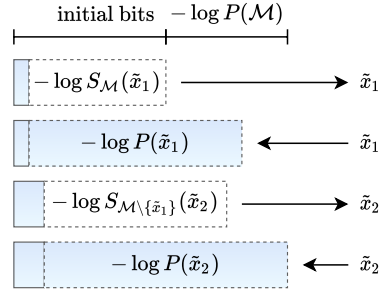 initial bits − log P(ℳ)
− log S_ℳ(x̃₁) x̃₁
− log P(x̃₁) x̃₁
− log S_{ℳ\{x̃₁}}(x̃₂) x̃₂
− log P(x̃₂) x̃₂